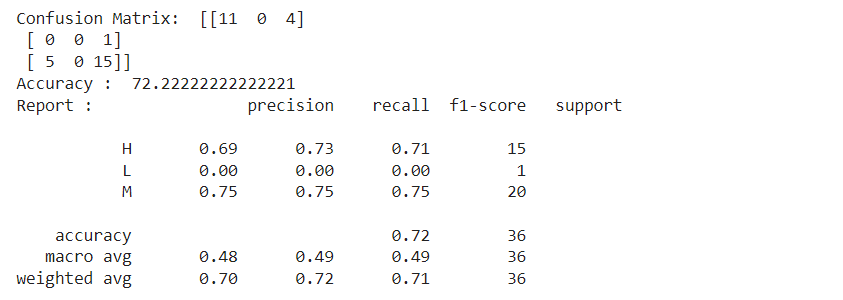 Confusion Matrix:  [[11  0  4]
 [ 0  0  1]
 [ 5  0 15]]
Accuracy :  72.22222222222221
Report :                precision    recall  f1-score   support

           H       0.69      0.73      0.71        15
           L       0.00      0.00      0.00         1
           M       0.75      0.75      0.75        20

    accuracy                           0.72        36
   macro avg       0.48      0.49      0.49        36
weighted avg       0.70      0.72      0.71        36